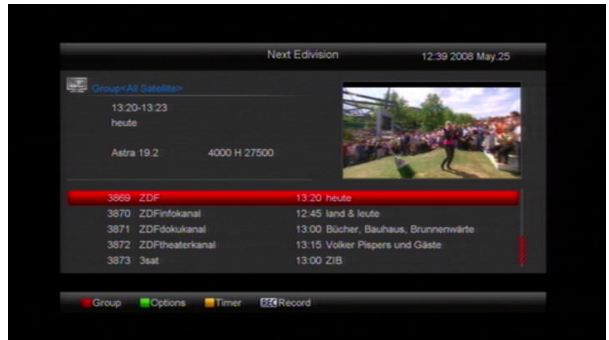 Next Edivision
12:39 2008 May.25
Group<All Satellite>
13:20-13:23
heute
Astra 19.2 4000 H 27500
3869 ZDF 13:20 heute
3870 ZDFinfokanal 12:45 land & leute
3871 ZDFdokukanal 13:00 Bücher, Bauhaus, Brunnenwärte
3872 ZDFtheaterkanal 13:15 Volker Pispers und Gäste
3873 3sat 13:00 ZIB
Group Options Timer REC Record